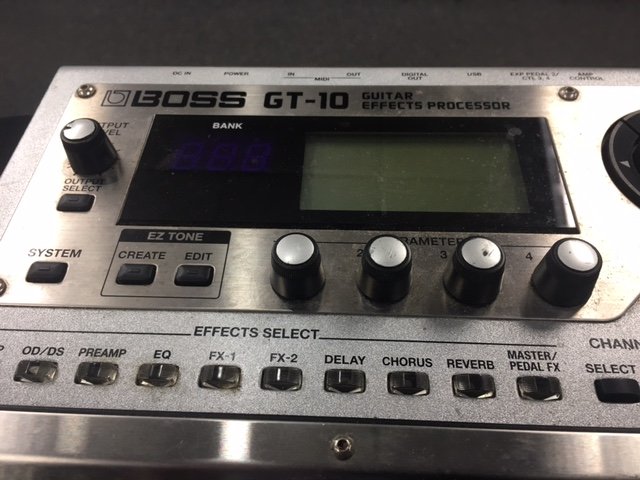 DC IN POWER IN OUT DIGITAL OUT USB EXP PEDAL 2/ CTL 3, 4 AMP CONTROL
MIDI
BOSS GT-10 GUITAR EFFECTS PROCESSOR
BANK
OUTPUT
SELECT
2 3 4
SYSTEM
EZ TONE
CREATE EDIT
EFFECTS SELECT
OD/DS PREAMP EQ FX-1 FX-2 DELAY CHORUS REVERB MASTER/ PEDAL FX
SELECT